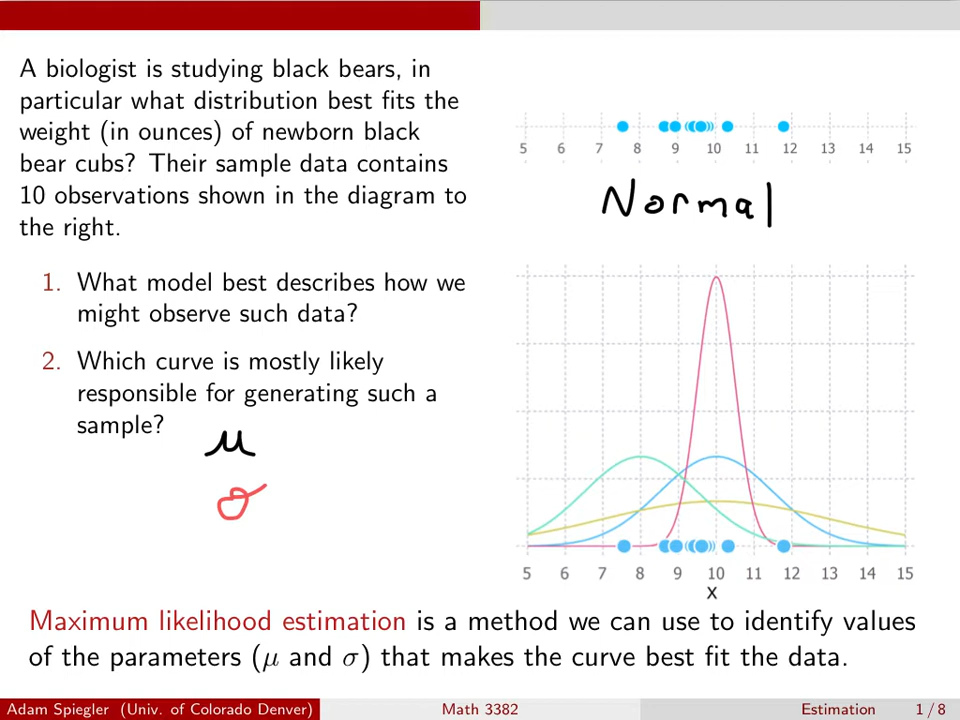 A biologist is studying black bears, in
particular what distribution best fits the
weight (in ounces) of newborn black
bear cubs? Their sample data contains
10 observations shown in the diagram to
the right.
1. What model best describes how we
might observe such data?
2. Which curve is mostly likely
responsible for generating such a
sample?
μ
σ
5 6 7 8 9 10 11 12 13 14 15
Normal
5 6 7 8 9 10 11 12 13 14 15
x
Maximum likelihood estimation is a method we can use to identify values
of the parameters (μ and σ) that makes the curve best fit the data.
Adam Spiegler (Univ. of Colorado Denver) Math 3382 Estimation 1 / 8